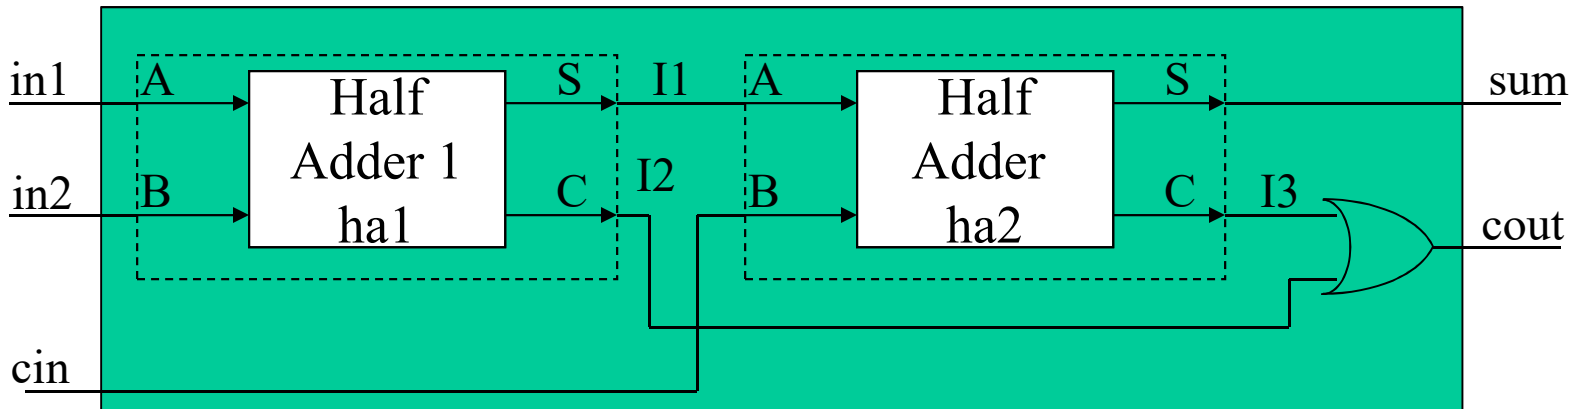 in1
A
Half
Adder 1
ha1
S
I1
A
Half
Adder
ha2
S
sum
in2
B
C
I2
B
C
I3
cout
cin